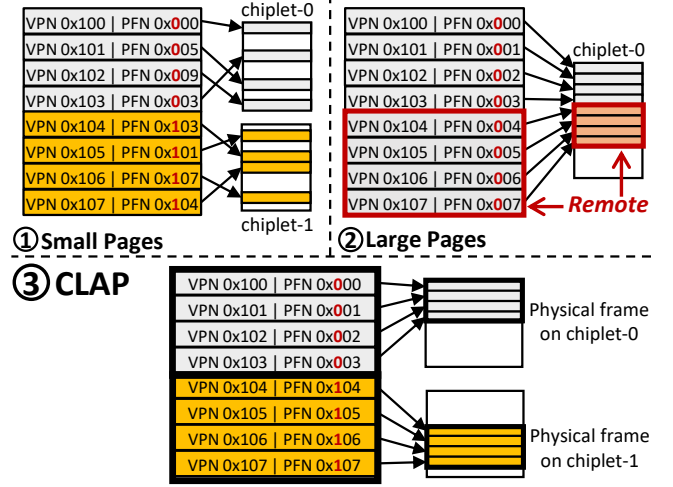 chiplet-0
VPN 0x100 | PFN 0x000
VPN 0x101 | PFN 0x005
VPN 0x102 | PFN 0x009
VPN 0x103 | PFN 0x003
VPN 0x104 | PFN 0x103
VPN 0x105 | PFN 0x101
VPN 0x106 | PFN 0x107
VPN 0x107 | PFN 0x104
chiplet-1
① Small Pages
VPN 0x100 | PFN 0x000
VPN 0x101 | PFN 0x001
VPN 0x102 | PFN 0x002
VPN 0x103 | PFN 0x003
VPN 0x104 | PFN 0x004
VPN 0x105 | PFN 0x005
VPN 0x106 | PFN 0x006
VPN 0x107 | PFN 0x007
chiplet-0
Remote
② Large Pages
③ CLAP
VPN 0x100 | PFN 0x000
VPN 0x101 | PFN 0x001
VPN 0x102 | PFN 0x002
VPN 0x103 | PFN 0x003
VPN 0x104 | PFN 0x104
VPN 0x105 | PFN 0x105
VPN 0x106 | PFN 0x106
VPN 0x107 | PFN 0x107
Physical frame
on chiplet-0
Physical frame
on chiplet-1